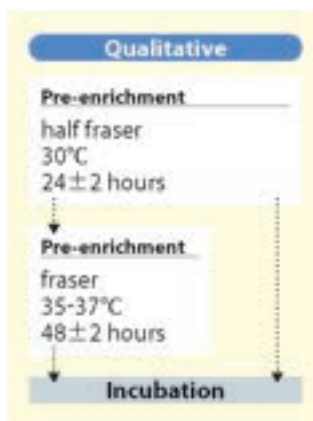 Qualitative
Pre-enrichment
half fraser
30℃
24±2 hours
Pre-enrichment
fraser
35-37℃
48±2 hours
Incubation